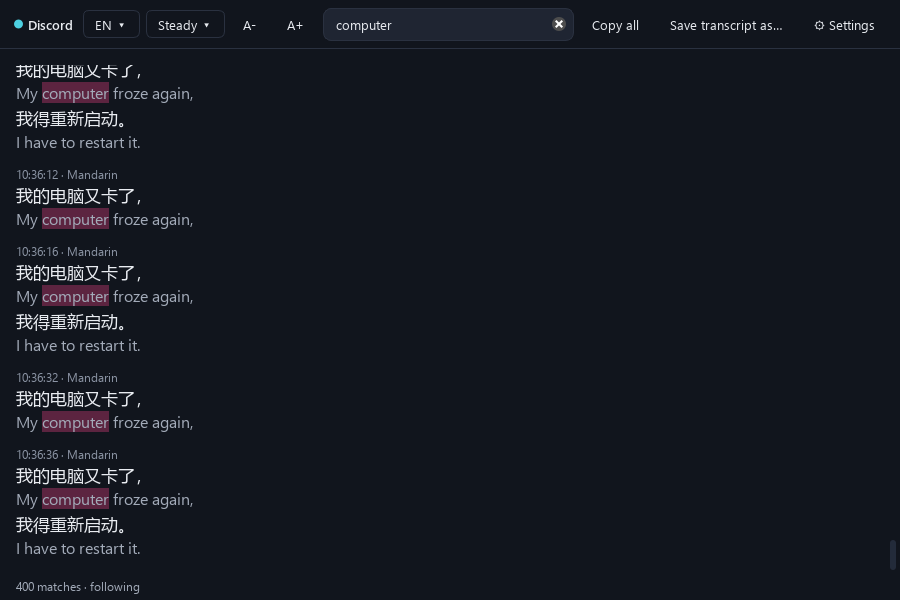 Discord EN ▾ Steady ▾ A- A+ computer Copy all Save transcript as... Settings
我的电脑又卡了，
My computer froze again,
我得重新启动。
I have to restart it.
10:36:12 · Mandarin
我的电脑又卡了，
My computer froze again,
10:36:16 · Mandarin
我的电脑又卡了，
My computer froze again,
我得重新启动。
I have to restart it.
10:36:32 · Mandarin
我的电脑又卡了，
My computer froze again,
10:36:36 · Mandarin
我的电脑又卡了，
My computer froze again,
我得重新启动。
I have to restart it.
400 matches · following